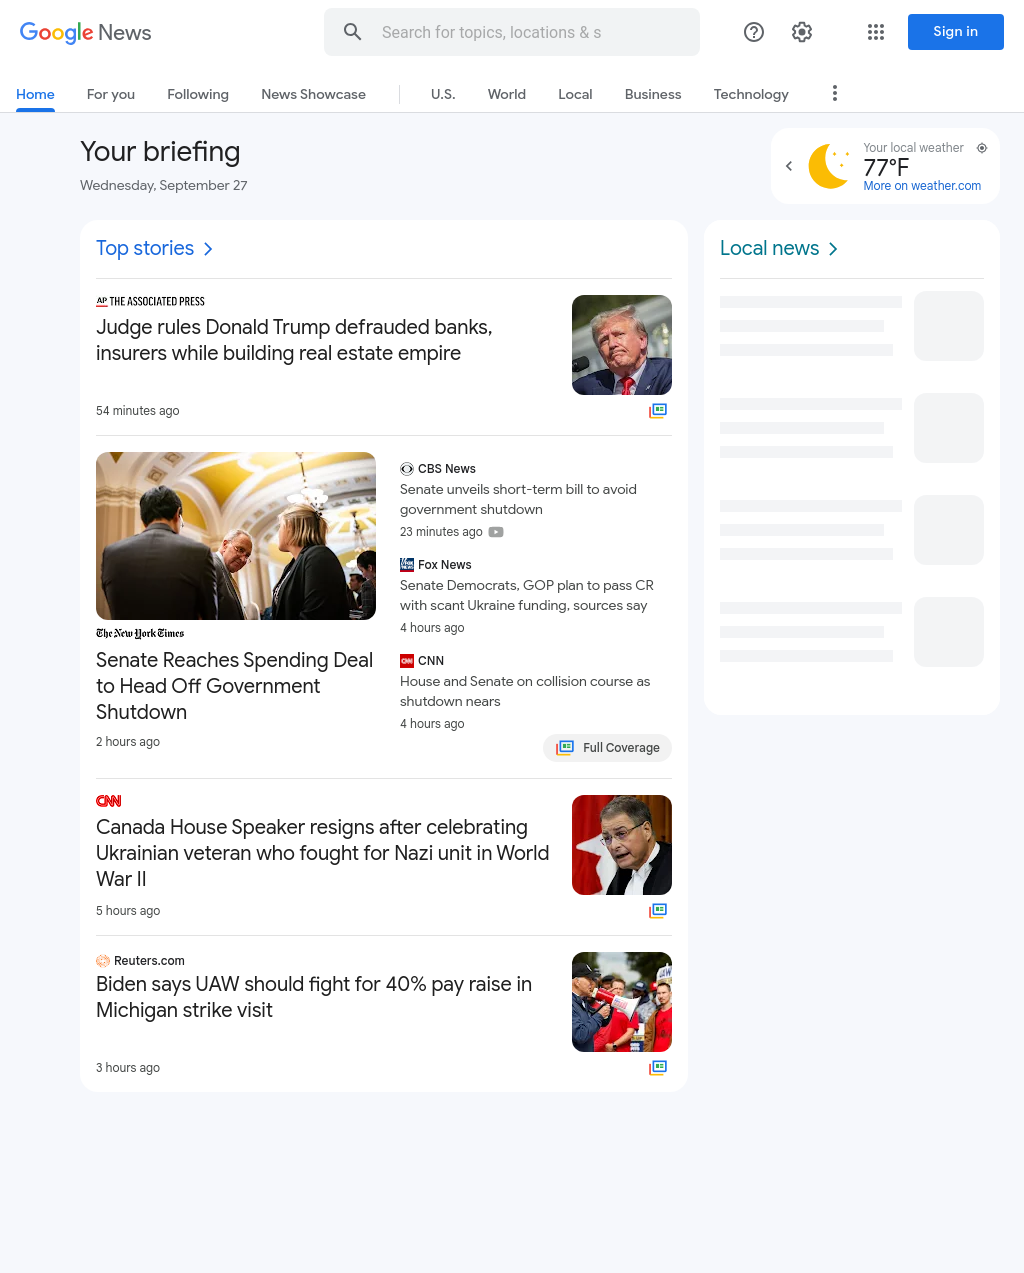 Google News
Search for topics, locations & s
Sign in
Home
For you
Following
News Showcase
U.S.
World
Local
Business
Technology
Your briefing
Wednesday, September 27
Your local weather
77°F
More on weather.com
Top stories
AP THE ASSOCIATED PRESS
Judge rules Donald Trump defrauded banks,
insurers while building real estate empire
54 minutes ago
The New York Times
Senate Reaches Spending Deal
to Head Off Government
Shutdown
2 hours ago
CBS News
Senate unveils short-term bill to avoid
government shutdown
23 minutes ago
Fox News
Senate Democrats, GOP plan to pass CR
with scant Ukraine funding, sources say
4 hours ago
CNN
House and Senate on collision course as
shutdown nears
4 hours ago
Full Coverage
CNN
Canada House Speaker resigns after celebrating
Ukrainian veteran who fought for Nazi unit in World
War II
5 hours ago
Reuters.com
Biden says UAW should fight for 40% pay raise in
Michigan strike visit
3 hours ago
Local news